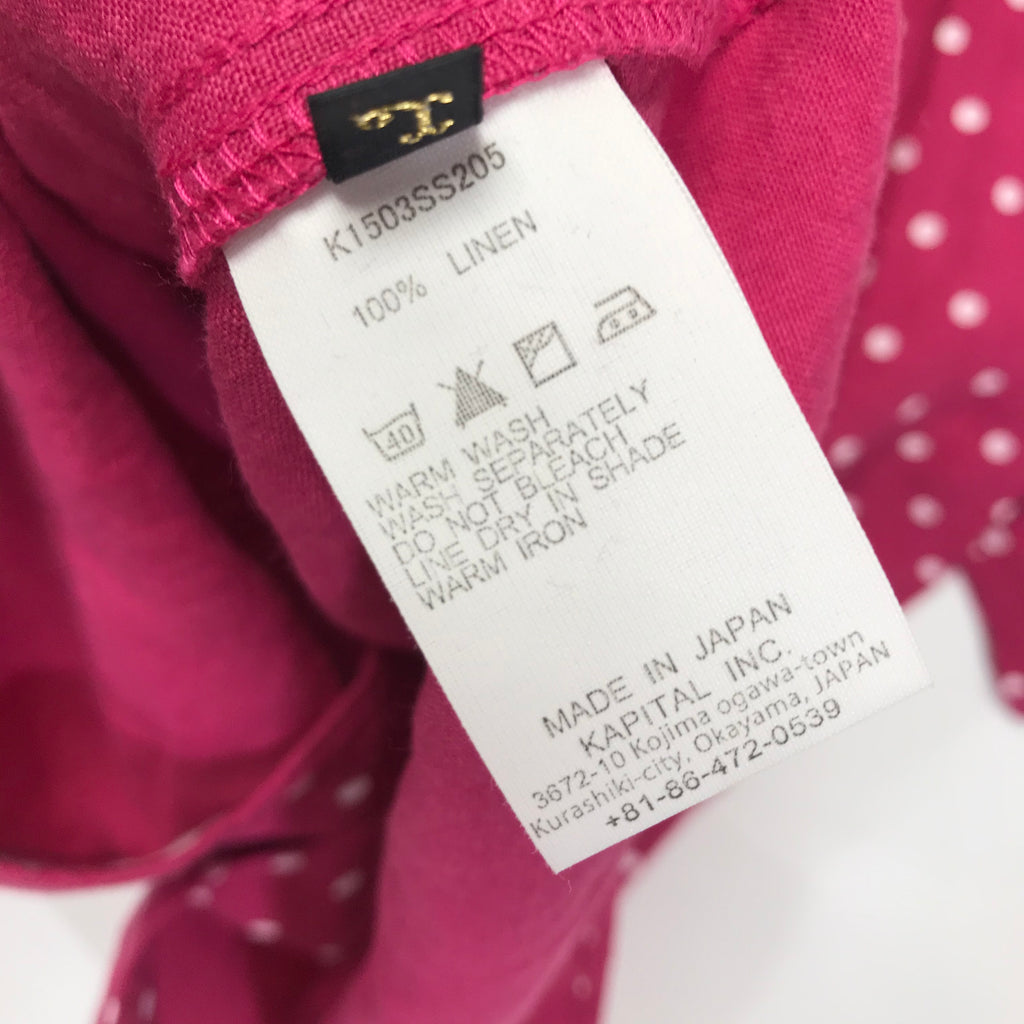 K1503SS205
100% LINEN
40
WARM WASH
WASH SEPARATELY
DO NOT BLEACH
LINE DRY IN SHADE
WARM IRON
MADE IN JAPAN
KAPITAL INC.
3672-10 Kojima ogawa-town
Kurashiki-city, Okayama, JAPAN
+81-86-472-0539